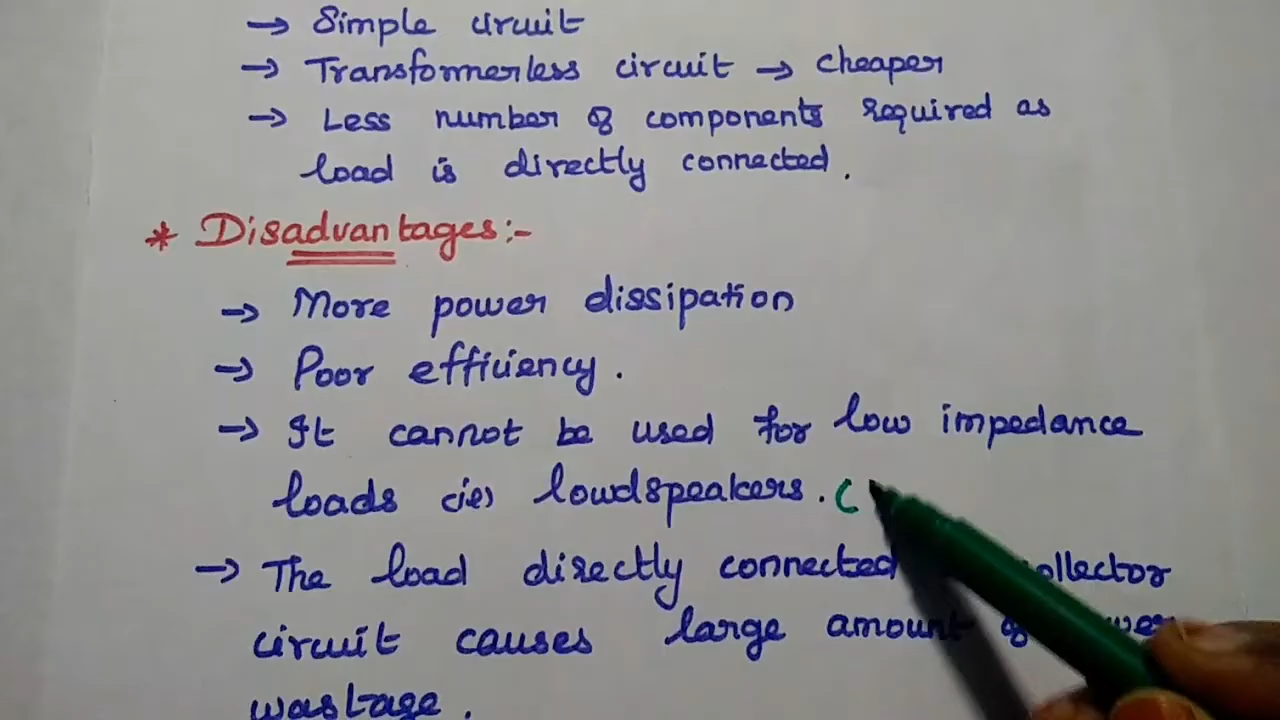 → Simple circuit
→ Transformerless circuit → Cheaper
→ Less number of components required as
load is directly connected.
* Disadvantages:-
→ More power dissipation
→ Poor efficiency.
→ It cannot be used for low impedance
loads (ie) loudspeakers. (
→ The load directly connected collector
circuit causes large amount of
wastage.